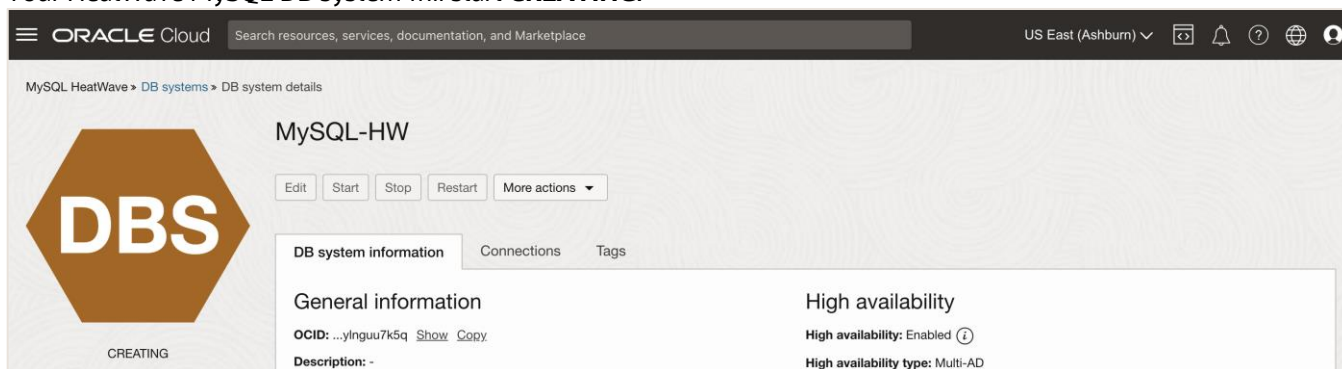 Your HeatWave MySQL DB System will start CREATING.
ORACLE Cloud
Search resources, services, documentation, and Marketplace
US East (Ashburn)
MySQL HeatWave » DB systems » DB system details
MySQL-HW
Edit Start Stop Restart More actions
DBS
DB system information Connections Tags
General information
High availability
OCID: ...ylnguu7k5q Show Copy
High availability: Enabled
CREATING
Description: -
High availability type: Multi-AD